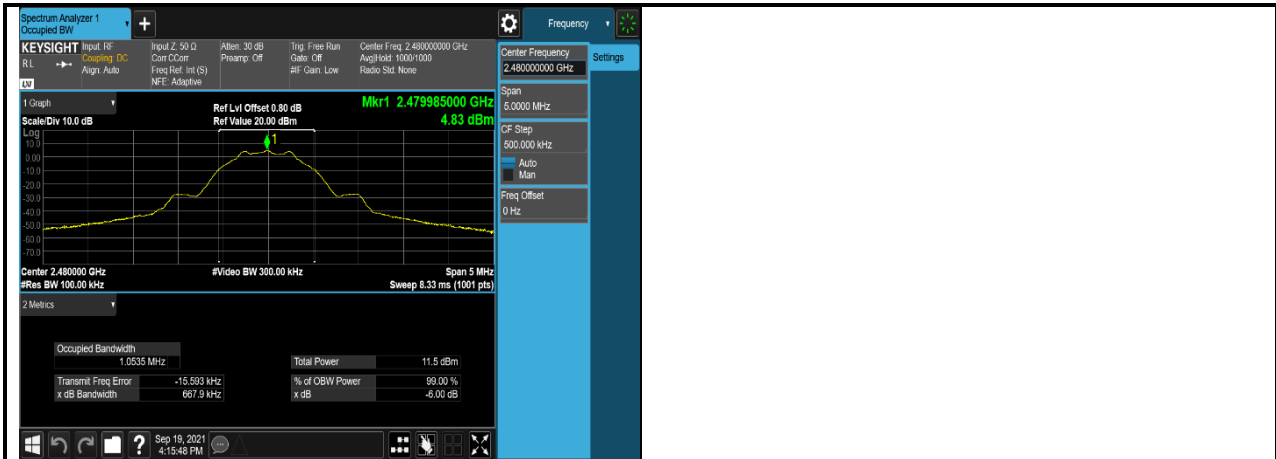 Spectrum Analyzer 1
Occupied BW
+
Frequency
KEYSIGHT
R L
LXI
Input: RF
Coupling: DC
Align: Auto
Input Z: 50 Ω
Corr CCorr
Freq Ref: Int (S)
NFE: Adaptive
Atten: 30 dB
Preamp: Off
Trig: Free Run
Gate: Off
#IF Gain: Low
Center Freq: 2.480000000 GHz
Avg|Hold: 1000/1000
Radio Std: None
1 Graph
Scale/Div 10.0 dB
Ref Lvl Offset 0.80 dB
Ref Value 20.00 dBm
Mkr1 2.479985000 GHz
4.83 dBm
Log
10.0
0.00
-10.0
-20.0
-30.0
-40.0
-50.0
-60.0
-70.0
1
Center 2.480000 GHz
#Res BW 100.00 kHz
#Video BW 300.00 kHz
Span 5 MHz
Sweep 8.33 ms (1001 pts)
2 Metrics
Occupied Bandwidth
1.0535 MHz
Total Power 11.5 dBm
Transmit Freq Error -15.593 kHz
% of OBW Power 99.00 %
x dB Bandwidth 667.9 kHz
x dB -6.00 dB
Center Frequency
2.480000000 GHz
Settings
Span
5.0000 MHz
CF Step
500.000 kHz
Auto
Man
Freq Offset
0 Hz
?
Sep 19, 2021
4:15:48 PM